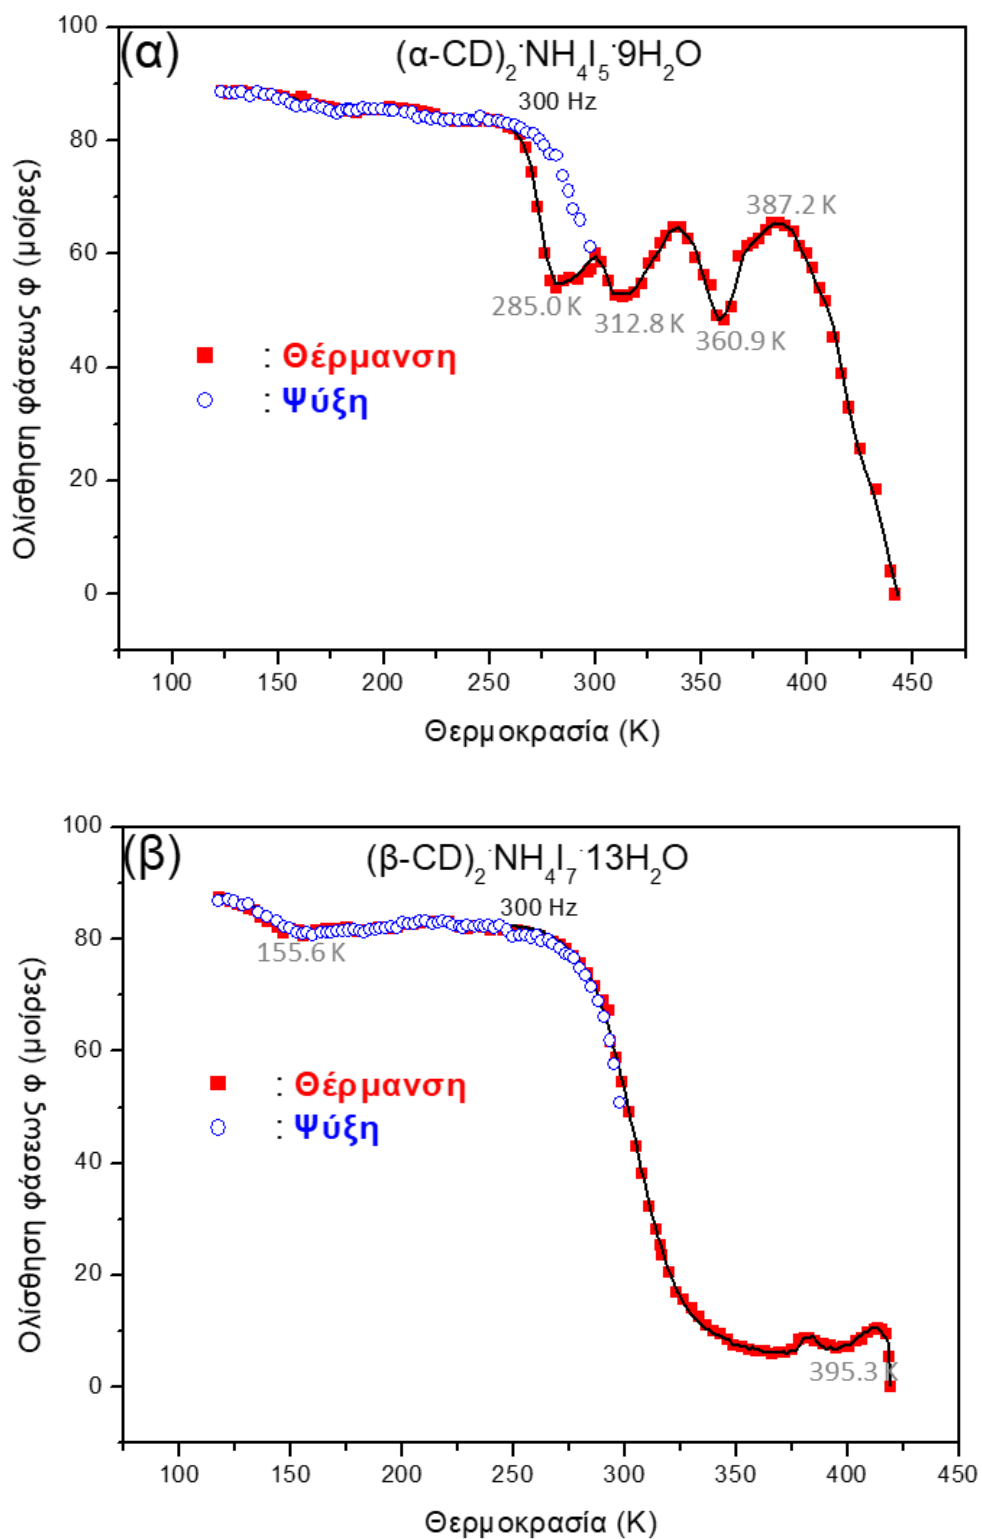 (α)
(α-CD)₂·NH₄I₅·9H₂O
300 Hz
100
80
60
40
20
0
Ολίσθηση φάσεως φ (μοίρες)
387.2 K
285.0 K
312.8 K
360.9 K
: Θέρμανση
: Ψύξη
100 150 200 250 300 350 400 450
Θερμοκρασία (K)
(β)
(β-CD)₂·NH₄I₇·13H₂O
300 Hz
100
80
60
40
20
0
Ολίσθηση φάσεως φ (μοίρες)
155.6 K
: Θέρμανση
: Ψύξη
395.3 K
100 150 200 250 300 350 400 450
Θερμοκρασία (K)